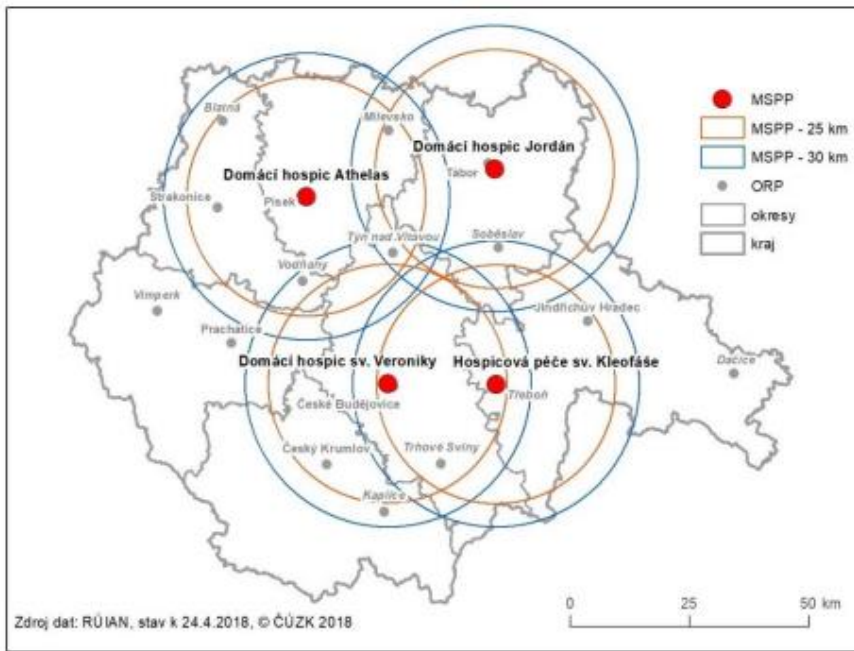 Blatná
Milevsko
Domácí hospic Jordán
Tábor
Domácí hospic Athelas
Písek
Strakonice
Týn nad Vltavou
Soběslav
Vodňany
Vimperk
Prachatice
Jindřichův Hradec
Domácí hospic sv. Veroniky
Hospicová péče sv. Kleofáše
Dačice
České Budějovice
Třeboň
Český Krumlov
Trhové Sviny
Kaplice
MSPP
MSPP - 25 km
MSPP - 30 km
ORP
okresy
kraj
0 25 50 km
Zdroj dat: RÚIAN, stav k 24.4.2018, © ČÚZK 2018